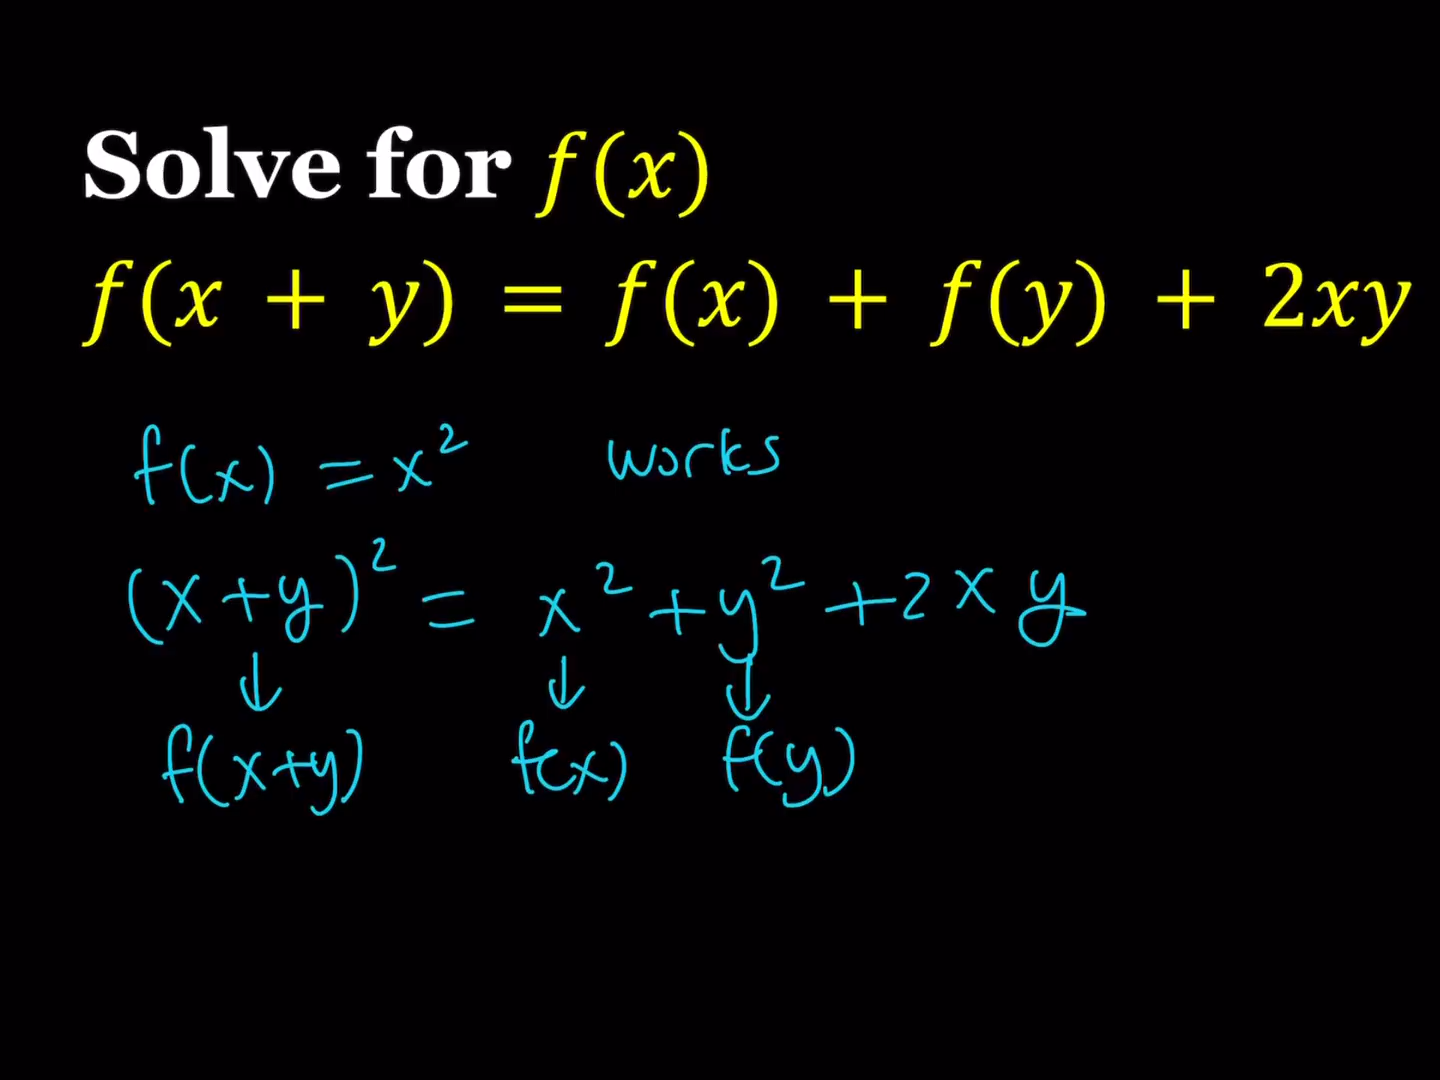 Solve for f(x)
f(x + y) = f(x) + f(y) + 2xy
f(x) = x² works
(x+y)² = x² + y² + 2xy
↓ ↓ ↓
f(x+y) f(x) f(y)